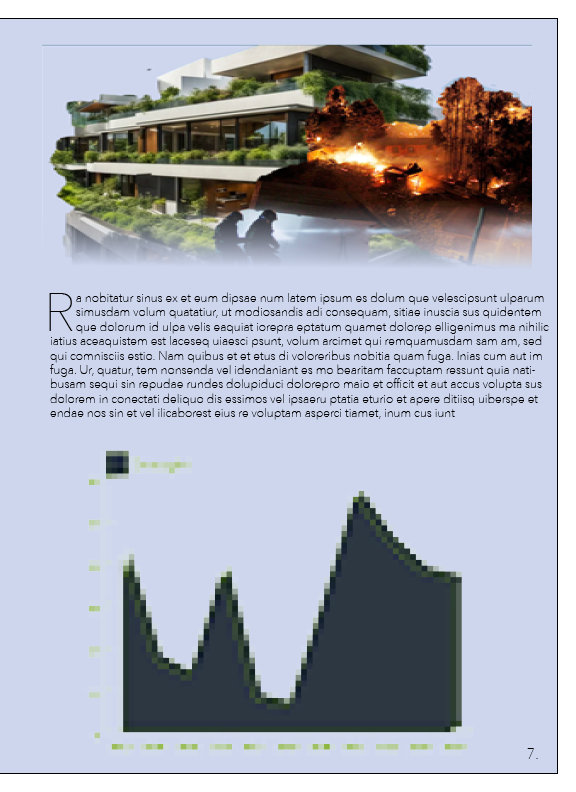 Ra nobitatur sinus ex et eum dipsae num latem ipsum es dolum que velescipsunt ulparum
simusdam volum quatatiur, ut modiosandis adi consequam, sitiae inuscia sus quidentem
que dolorum id ulpa velis eaquiat iorepra eptatum quamet dolorep elligenimus ma nihilic
iatius aceaquistem est laceseq uiaesci psunt, volum arcimet qui remquamusdam sam am, sed
qui comnisciis estio. Nam quibus et et etus di voloreribus nobitia quam fuga. Inias cum aut im
fuga. Ur, quatur, tem nonsenda vel idendaniant es mo bearitam faccuptam ressunt quia nati-
busam sequi sin repudae rundes dolupiduci dolorepro maio et officit et aut accus volupta sus
dolorem in conectati deliquo dis essimos vel ipsaeru ptatia eturio et apere ditiisq uiberspe et
endae nos sin et vel ilicaborest eius re voluptam asperci tiamet, inum cus iunt
7.